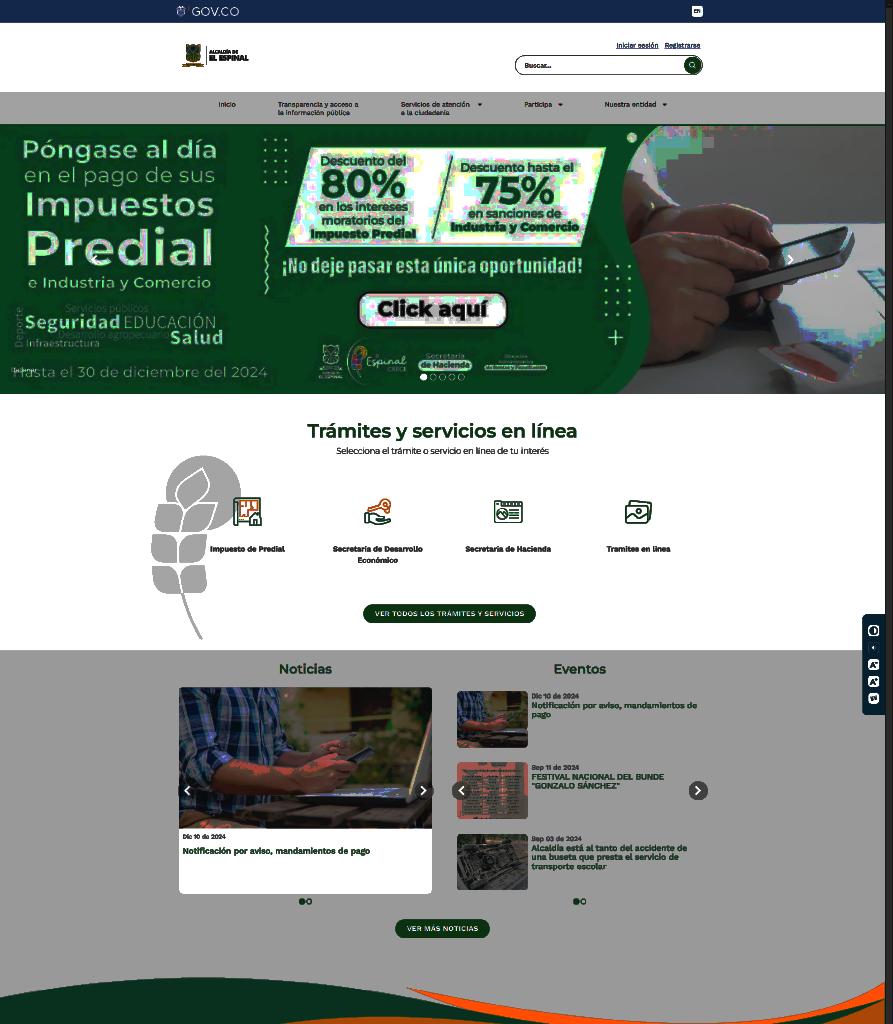 GOV.CO
EN
ALCALDÍA DE
EL ESPINAL
Iniciar sesión Registrarse
Buscar...
Inicio
Transparencia y acceso a
la información pública
Servicios de atención
a la ciudadanía
Participa
Nuestra entidad
Póngase al día
en el pago de sus
Impuestos
Predial
e Industria y Comercio
Descuento del
80%
en los intereses
moratorios del
Impuesto Predial
Descuento hasta el
75%
en sanciones de
Industria y Comercio
¡No deje pasar esta única oportunidad!
Click aquí
Servicios públicos
Deporte
Seguridad EDUCACIÓN
Desarrollo agropecuario
Infraestructura
Salud
Hasta el 30 de diciembre del 2024
Espinal
CRECE
Secretaría
de Hacienda
Trámites y servicios en línea
Selecciona el trámite o servicio en línea de tu interés
Impuesto de Predial
Secretaría de Desarrollo
Económico
Secretaría de Hacienda
Tramites en linea
VER TODOS LOS TRÁMITES Y SERVICIOS
Noticias
Dic 10 de 2024
Notificación por aviso, mandamientos de pago
Eventos
Dic 10 de 2024
Notificación por aviso, mandamientos de
pago
Sep 11 de 2024
FESTIVAL NACIONAL DEL BUNDE
"GONZALO SÁNCHEZ"
Sep 03 de 2024
Alcaldía está al tanto del accidente de
una buseta que presta el servicio de
transporte escolar
VER MÁS NOTICIAS